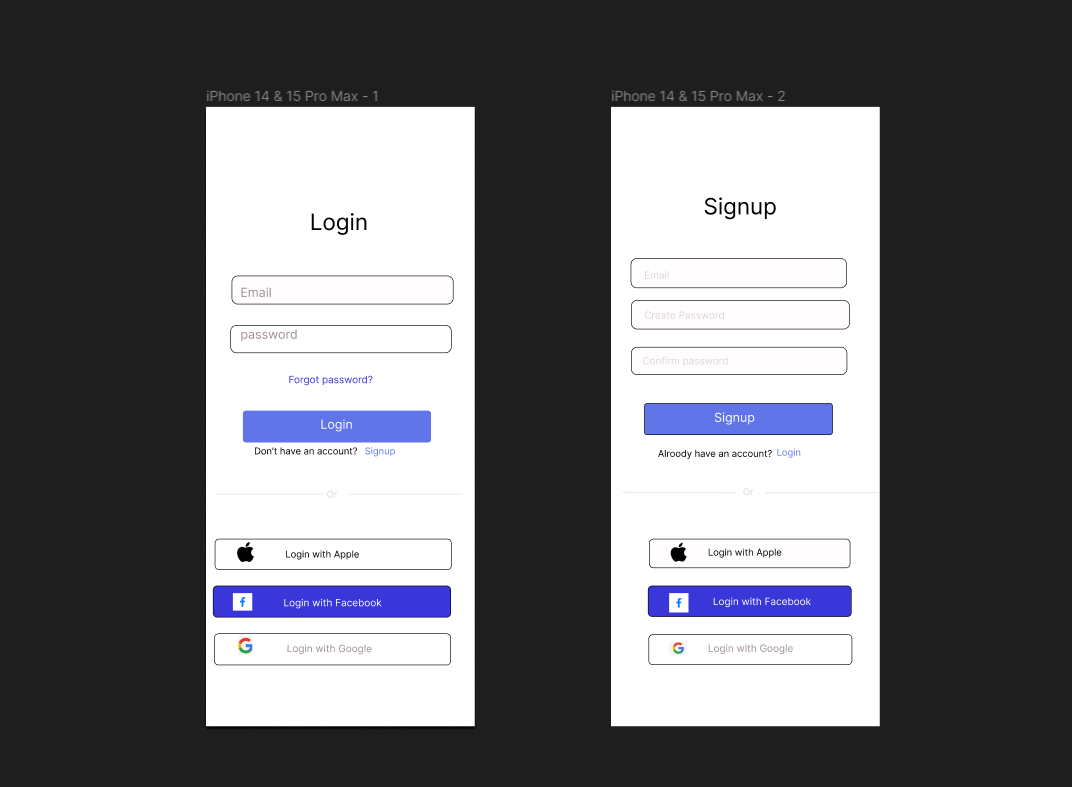 iPhone 14 & 15 Pro Max - 1
Login
Email
password
Forgot password?
Login
Don't have an account? Signup
Or
Login with Apple
Login with Facebook
Login with Google
iPhone 14 & 15 Pro Max - 2
Signup
Email
Create Password
Confirm password
Signup
Alroody have an account? Login
Or
Login with Apple
Login with Facebook
Login with Google